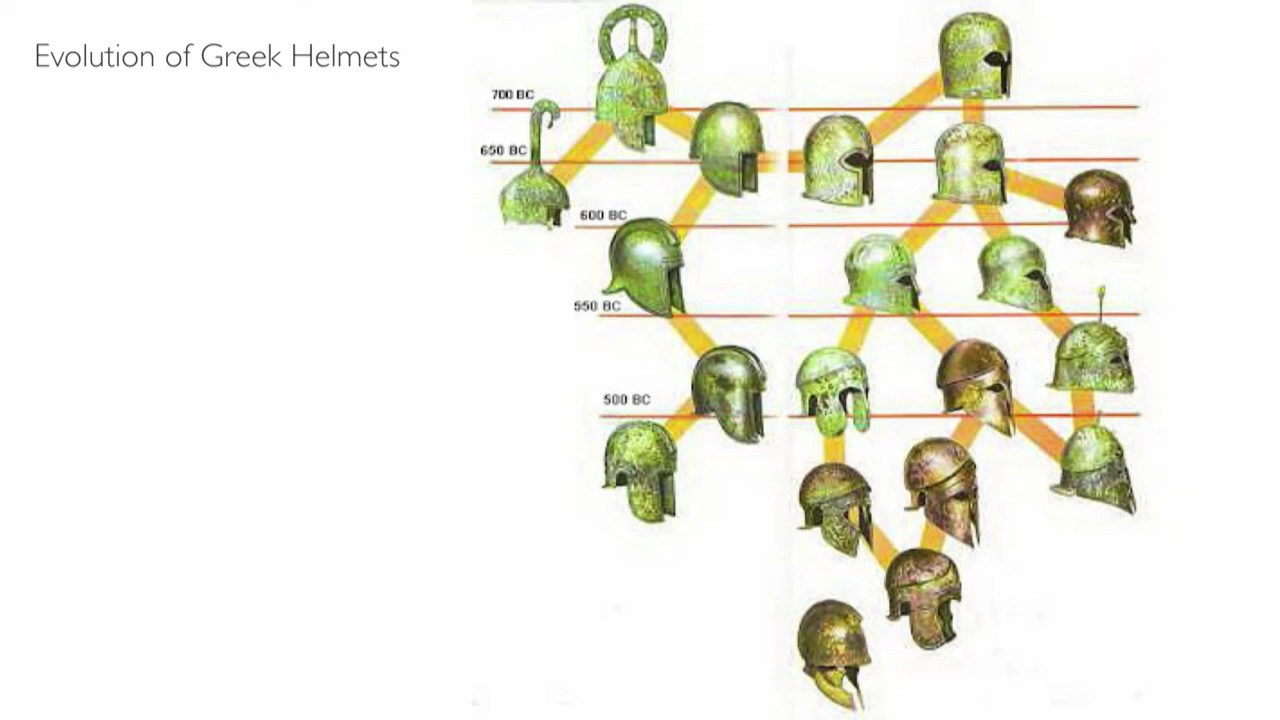 Evolution of Greek Helmets
700 BC
650 BC
600 BC
550 BC
500 BC